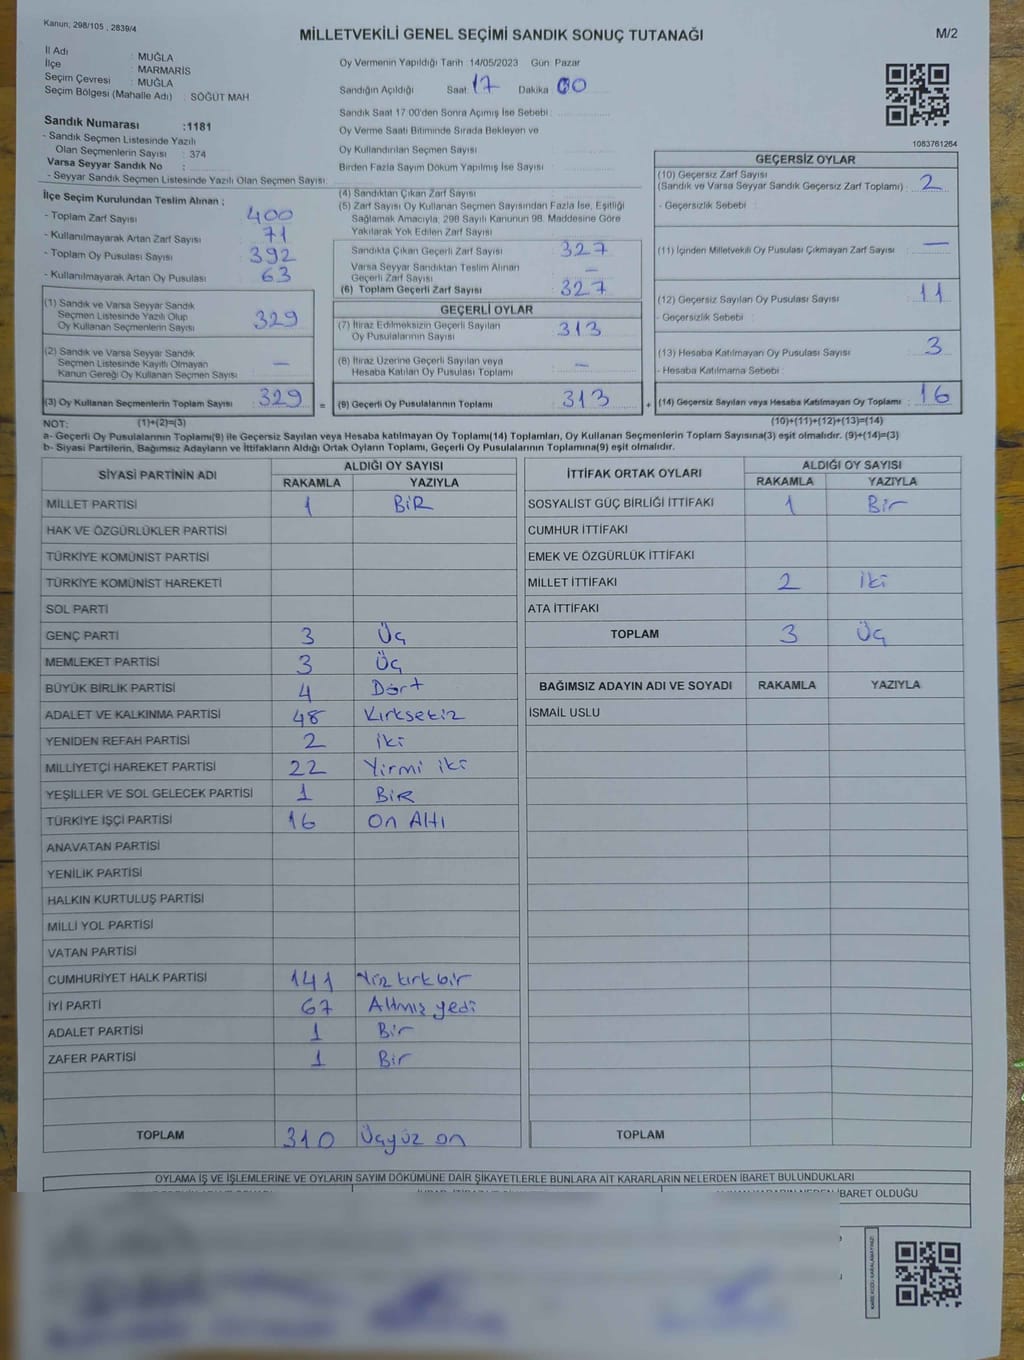 Kanun, 298/105 , 2839/4
MİLLETVEKİLİ GENEL SEÇİMİ SANDIK SONUÇ TUTANAĞI
M/2
İl Adı : MUĞLA
İlçe : MARMARİS
Seçim Çevresi : MUĞLA
Seçim Bölgesi (Mahalle Adı) : SÖĞÜT MAH
Sandık Numarası :1181
- Sandık Seçmen Listesinde Yazılı
Olan Seçmenlerin Sayısı : 374
Varsa Seyyar Sandık No :
- Seyyar Sandık Seçmen Listesinde Yazılı Olan Seçmen Sayısı:
Oy Vermenin Yapıldığı Tarih :14/05/2023 Gün: Pazar
Sandığın Açıldığı Saat 17 Dakika 00
Sandık Saat 17.00'den Sonra Açılmış İse Sebebi :
Oy Verme Saati Bitiminde Sırada Bekleyen ve
Oy Kullandırılan Seçmen Sayısı :
Birden Fazla Sayım Döküm Yapılmış İse Sayısı :
1083761264
İlçe Seçim Kurulundan Teslim Alınan :
- Toplam Zarf Sayısı 400
- Kullanılmayarak Artan Zarf Sayısı 71
- Toplam Oy Pusulası Sayısı 392
- Kullanılmayarak Artan Oy Pusulası 63
(1) Sandık ve Varsa Seyyar Sandık
Seçmen Listesinde Yazılı Olup
Oy Kullanan Seçmenlerin Sayısı 329
(2) Sandık ve Varsa Seyyar Sandık
Seçmen Listesinde Kayıtlı Olmayan
Kanun Gereği Oy Kullanan Seçmen Sayısı —
(3) Oy Kullanan Seçmenlerin Toplam Sayısı 329 =
(4) Sandıktan Çıkan Zarf Sayısı
(5) Zarf Sayısı Oy Kullanan Seçmen Sayısından Fazla İse, Eşitliği
Sağlamak Amacıyla, 298 Sayılı Kanunun 98. Maddesine Göre
Yakılarak Yok Edilen Zarf Sayısı
Sandıkta Çıkan Geçerli Zarf Sayısı 327
Varsa Seyyar Sandıktan Teslim Alınan
Geçerli Zarf Sayısı —
(6) Toplam Geçerli Zarf Sayısı 327
GEÇERLİ OYLAR
(7) İtiraz Edilmeksizin Geçerli Sayılan
Oy Pusulalarının Sayısı 313
(8) İtiraz Üzerine Geçerli Sayılan veya
Hesaba Katılan Oy Pusulası Toplamı —
(9) Geçerli Oy Pusulalarının Toplamı 313 +
GEÇERSİZ OYLAR
(10) Geçersiz Zarf Sayısı
(Sandık ve Varsa Seyyar Sandık Geçersiz Zarf Toplamı) : 2
- Geçersizlik Sebebi :
(11) İçinden Milletvekili Oy Pusulası Çıkmayan Zarf Sayısı —
(12) Geçersiz Sayılan Oy Pusulası Sayısı 11
- Geçersizlik Sebebi :
(13) Hesaba Katılmayan Oy Pusulası Sayısı 3
- Hesaba Katılmama Sebebi :
(14) Geçersiz Sayılan veya Hesaba Katılmayan Oy Toplamı : 16
NOT: (1)+(2)=(3) (10)+(11)+(12)+(13)=(14)
a- Geçerli Oy Pusulalarının Toplamı(9) ile Geçersiz Sayılan veya Hesaba katılmayan Oy Toplamı(14) Toplamları, Oy Kullanan Seçmenlerin Toplam Sayısına(3) eşit olmalıdır. (9)+(14)=(3)
b- Siyasi Partilerin, Bağımsız Adayların ve İttifakların Aldığı Ortak Oyların Toplamı, Geçerli Oy Pusulalarının Toplamına(9) eşit olmalıdır.
SİYASİ PARTİNİN ADI ALDIĞI OY SAYISI
RAKAMLA YAZIYLA
MİLLET PARTİSİ 1 BİR
HAK VE ÖZGÜRLÜKLER PARTİSİ
TÜRKİYE KOMÜNİST PARTİSİ
TÜRKİYE KOMÜNİST HAREKETİ
SOL PARTİ
GENÇ PARTİ 3 Üç
MEMLEKET PARTİSİ 3 Üç
BÜYÜK BİRLİK PARTİSİ 4 Dört
ADALET VE KALKINMA PARTİSİ 48 Kırksekiz
YENİDEN REFAH PARTİSİ 2 iki
MİLLİYETÇİ HAREKET PARTİSİ 22 Yirmi iki
YEŞİLLER VE SOL GELECEK PARTİSİ 1 BİR
TÜRKİYE İŞÇİ PARTİSİ 16 On Altı
ANAVATAN PARTİSİ
YENİLİK PARTİSİ
HALKIN KURTULUŞ PARTİSİ
MİLLİ YOL PARTİSİ
VATAN PARTİSİ
CUMHURİYET HALK PARTİSİ 141 Yüz kırk bir
İYİ PARTİ 67 Altmış yedi
ADALET PARTİSİ 1 Bir
ZAFER PARTİSİ 1 Bir
TOPLAM 310 Üçyüz on
İTTİFAK ORTAK OYLARI ALDIĞI OY SAYISI
RAKAMLA YAZIYLA
SOSYALİST GÜÇ BİRLİĞİ İTTİFAKI 1 Bir
CUMHUR İTTİFAKI
EMEK VE ÖZGÜRLÜK İTTİFAKI
MİLLET İTTİFAKI 2 İki
ATA İTTİFAKI
TOPLAM 3 Üç
BAĞIMSIZ ADAYIN ADI VE SOYADI RAKAMLA YAZIYLA
İSMAİL USLU
TOPLAM
OYLAMA İŞ VE İŞLEMLERİNE VE OYLARIN SAYIM DÖKÜMÜNE DAİR ŞİKAYETLERLE BUNLARA AİT KARARLARIN NELERDEN İBARET BULUNDUKLARI
İBARET OLDUĞU
KARE KODU KARALAMAYINIZ!